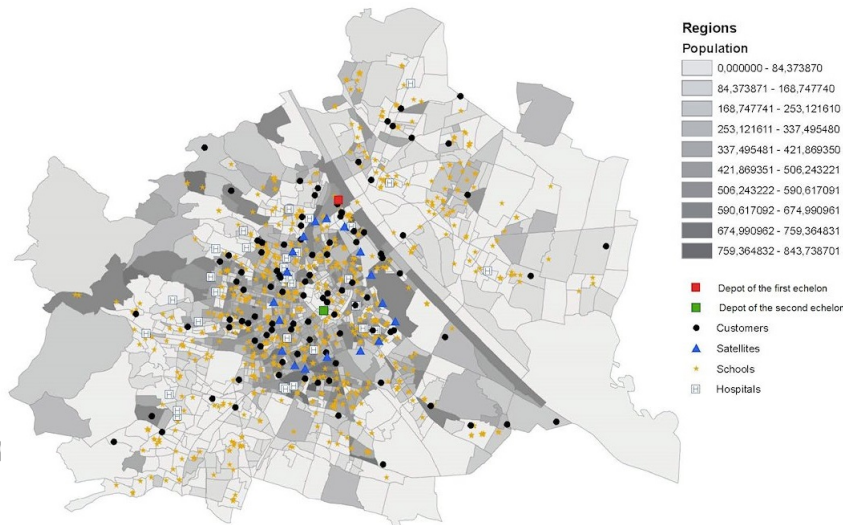 Regions
Population
0,000000 - 84,373870
84,373871 - 168,747740
168,747741 - 253,121610
253,121611 - 337,495480
337,495481 - 421,869350
421,869351 - 506,243221
506,243222 - 590,617091
590,617092 - 674,990961
674,990962 - 759,364831
759,364832 - 843,738701
Depot of the first echelon
Depot of the second echelon
Customers
Satellites
Schools
H Hospitals